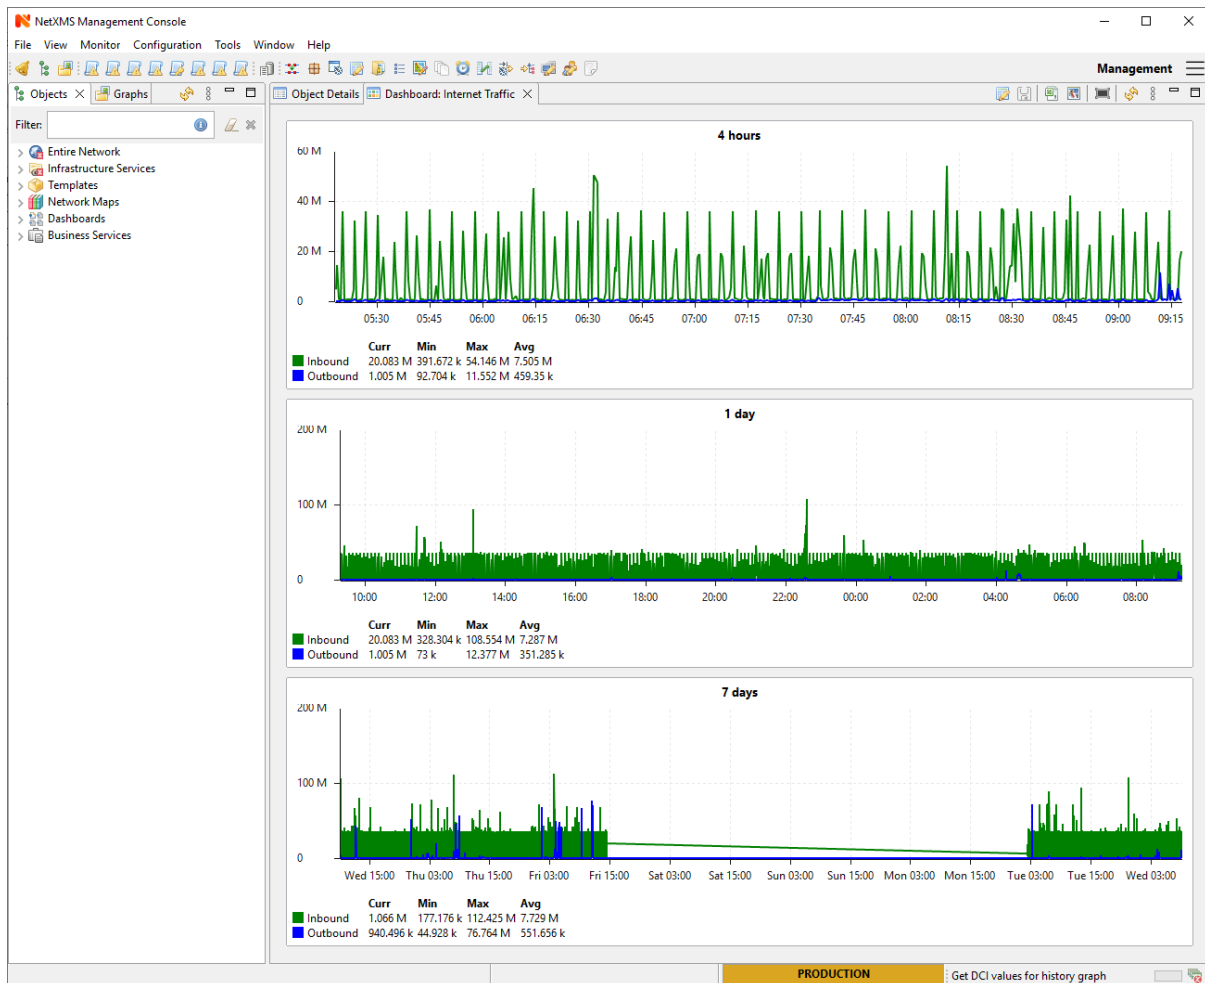 NetXMS Management Console
File View Monitor Configuration Tools Window Help
Management
Objects Graphs
Object Details Dashboard: Internet Traffic
Filter:
Entire Network
Infrastructure Services
Templates
Network Maps
Dashboards
Business Services
4 hours
60 M
40 M
20 M
0
05:30 05:45 06:00 06:15 06:30 06:45 07:00 07:15 07:30 07:45 08:00 08:15 08:30 08:45 09:00 09:15
Curr Min Max Avg
Inbound 20.083 M 391.672 k 54.146 M 7.505 M
Outbound 1.005 M 92.704 k 11.552 M 459.35 k
1 day
200 M
100 M
0
10:00 12:00 14:00 16:00 18:00 20:00 22:00 00:00 02:00 04:00 06:00 08:00
Curr Min Max Avg
Inbound 20.083 M 328.304 k 108.554 M 7.287 M
Outbound 1.005 M 73 k 12.377 M 351.285 k
7 days
200 M
100 M
0
Wed 15:00 Thu 03:00 Thu 15:00 Fri 03:00 Fri 15:00 Sat 03:00 Sat 15:00 Sun 03:00 Sun 15:00 Mon 03:00 Mon 15:00 Tue 03:00 Tue 15:00 Wed 03:00
Curr Min Max Avg
Inbound 1.066 M 177.176 k 112.425 M 7.729 M
Outbound 940.496 k 44.928 k 76.764 M 551.656 k
PRODUCTION
Get DCI values for history graph